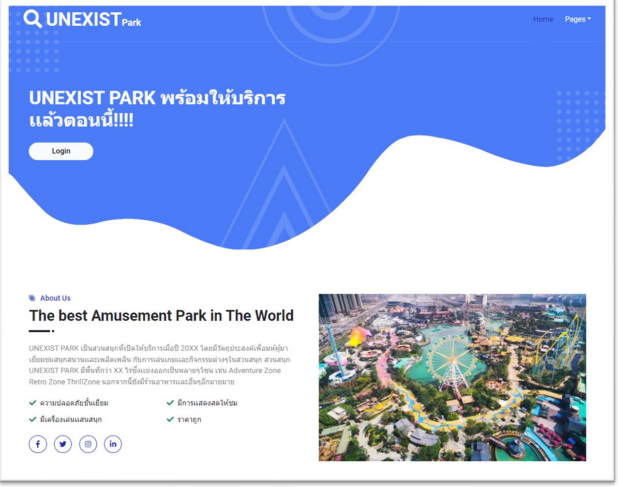 UNEXIST Park
Home Pages
UNEXIST PARK พร้อมให้บริการ
แล้วตอนนี้!!!!
Login
About Us
The best Amusement Park in The World
UNEXIST PARK เป็นสวนสนุกที่เปิดให้บริการเมื่อปี 20XX โดยมีวัตถุประสงค์เพื่อมห้ผู้มา
เยี่ยมชมสนุกสนานและเพลิดเพลิน กับการเล่นเกมและกิจกรรมต่างๆในสวนสนุก สวนสนุก
UNEXIST PARK มีพื้นที่กว่า XX ไร่ซึ่งแบ่งออกเป็นหลายๆโซน เช่น Adventure Zone
Retro Zone ThrillZone นอกจากนี้ยังมีร้านอาหารและอื่นๆอีกมายมาย
ความปลอดภัยชั้นเยี่ยม
มีการแสดงสดให้ชม
มีเครื่องเล่นแสนสนุก
ราคาถูก